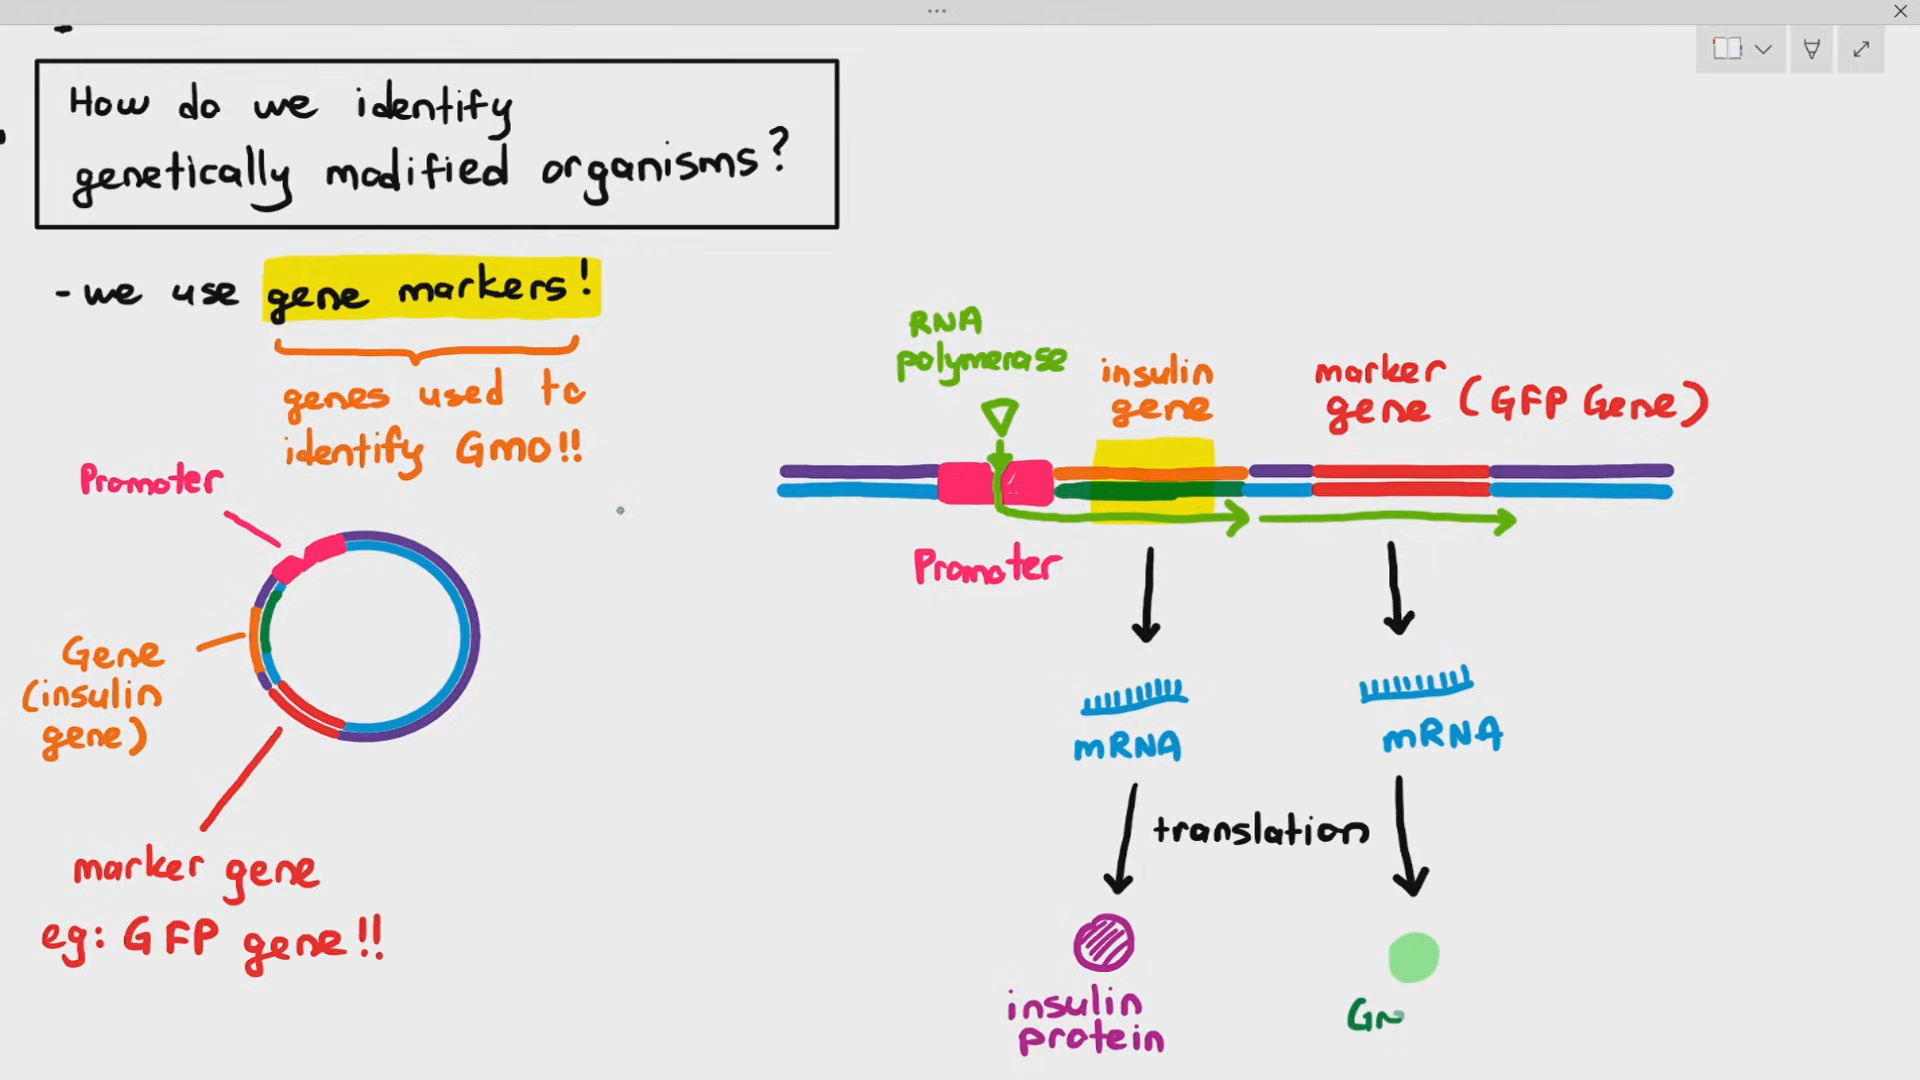 How do we identify
genetically modified organisms?
- we use gene markers!
genes used to
identify Gmo!!
Promoter
Gene
(insulin
gene)
marker gene
eg: GFP gene!!
RNA
polymerase
insulin
gene
marker
gene (GFP Gene)
Promoter
mRNA
mRNA
translation
insulin
protein